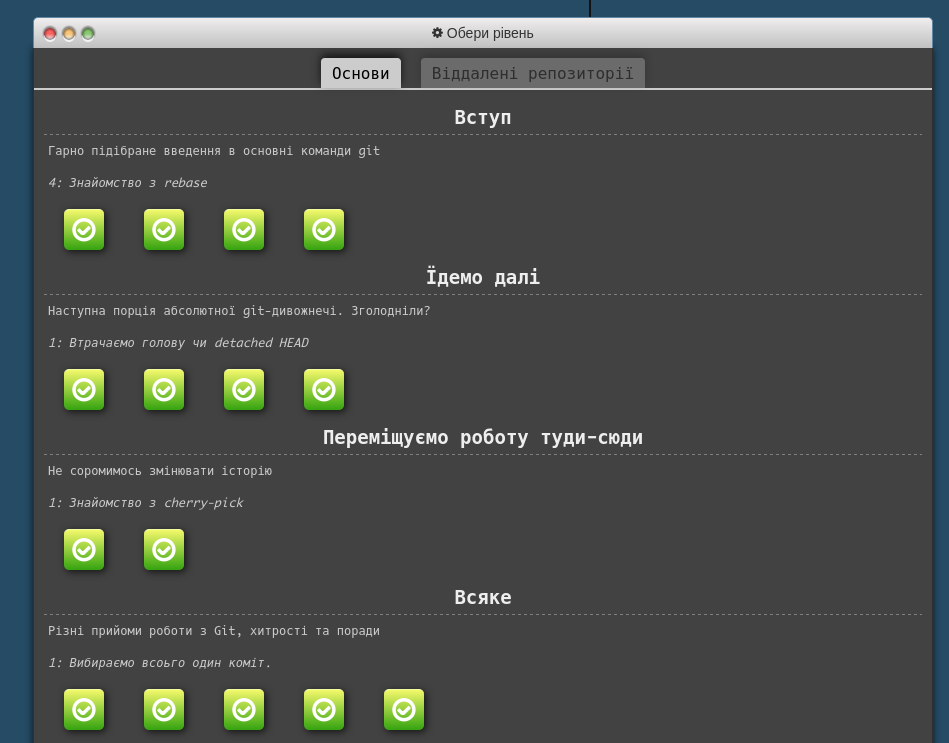 Обери рівень
Основи
Віддалені репозиторії
Вступ
Гарно підібране введення в основні команди git
4: Знайомство з rebase
Їдемо далі
Наступна порція абсолютної git-дивожнечі. Зголодніли?
1: Втрачаємо голову чи detached HEAD
Переміщуємо роботу туди-сюди
Не соромимось змінювати історію
1: Знайомство з cherry-pick
Всяке
Різні прийоми роботи з Git, хитрості та поради
1: Вибираємо всього один коміт.